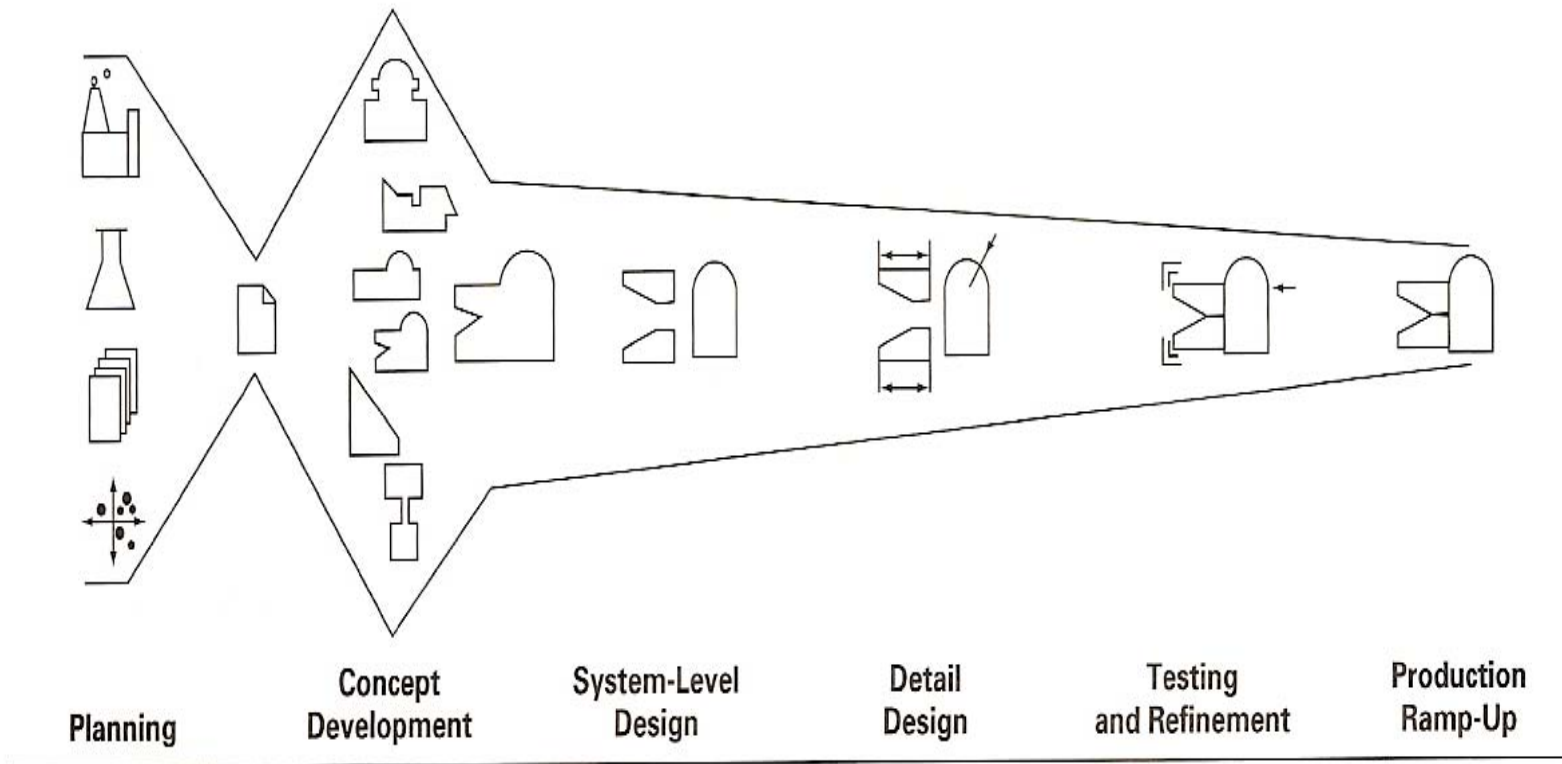 Planning
Concept
Development
System-Level
Design
Detail
Design
Testing
and Refinement
Production
Ramp-Up